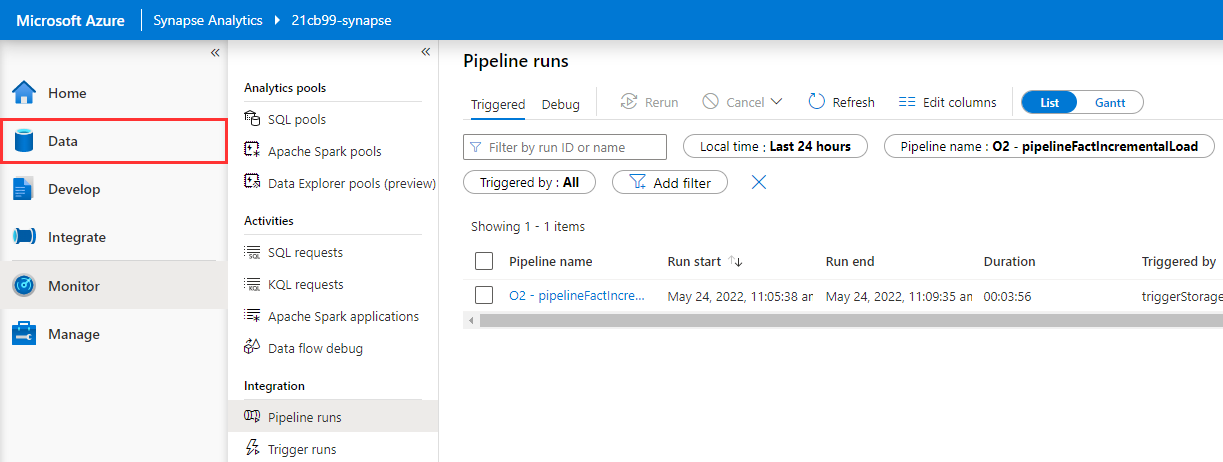 Microsoft Azure Synapse Analytics 21cb99-synapse
«
Home
Data
Develop
Integrate
Monitor
Manage
«
Analytics pools
SQL pools
Apache Spark pools
Data Explorer pools (preview)
Activities
SQL requests
KQL requests
Apache Spark applications
Data flow debug
Integration
Pipeline runs
Trigger runs
Pipeline runs
Triggered Debug Rerun Cancel Refresh Edit columns List Gantt
Filter by run ID or name Local time : Last 24 hours Pipeline name : O2 - pipelineFactIncrementalLoad
Triggered by : All Add filter
Showing 1 - 1 items
Pipeline name Run start Run end Duration Triggered by
O2 - pipelineFactIncre... May 24, 2022, 11:05:38 ar May 24, 2022, 11:09:35 an 00:03:56 triggerStorage